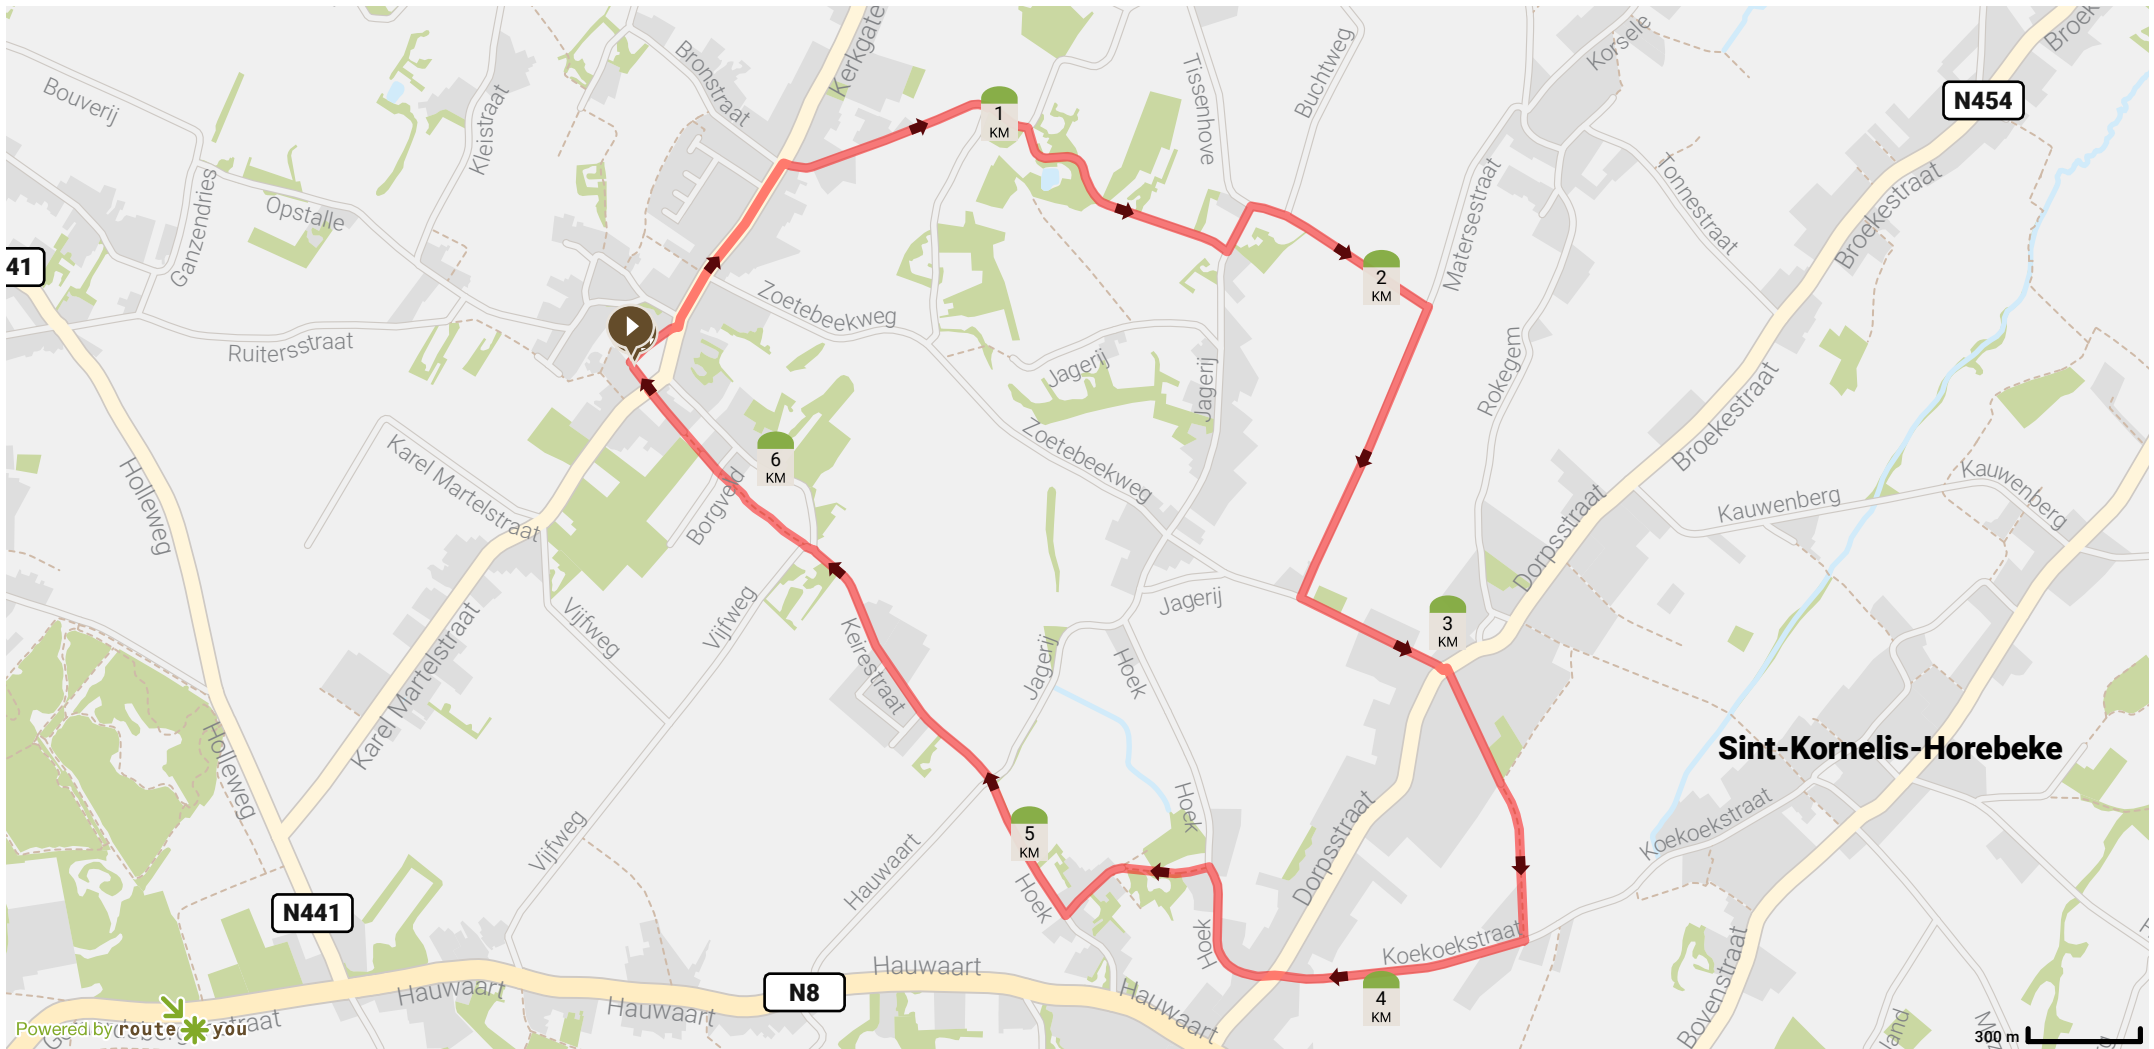 Bouverij
Kleistraat
Bronstraat
Kerkgate
Tissenhove
Buchtweg
Korsele
Broek
N454
1
KM
Ganzendries
Opstalle
Matersestraat
Tonnestraat
Broekestraat
41
Ruitersstraat
Zoetebeekweg
2
KM
Jagerij
Jagerij
Rokegem
Broekestraat
Karel Martelstraat
Holleweg
6
KM
Borgveld
Zoetebeekweg
Dorpsstraat
Kauwenberg
Kauwenberg
Vijfweg
Vijfweg
Keirestraat
Jagerij
Jagerij
Hoek
3
KM
Karel Martelstraat
Holleweg
Sint-Kornelis-Horebeke
Hoek
Koekoekstraat
Dorpsstraat
Vijfweg
Hauwaart
5
KM
Hoek
Hoek
Koekoekstraat
N441
N8
Hauwaart
Hauwaart
Hauwaart
Hauwaart
4
KM
Bovenstraat
land
Powered by route you
300 m